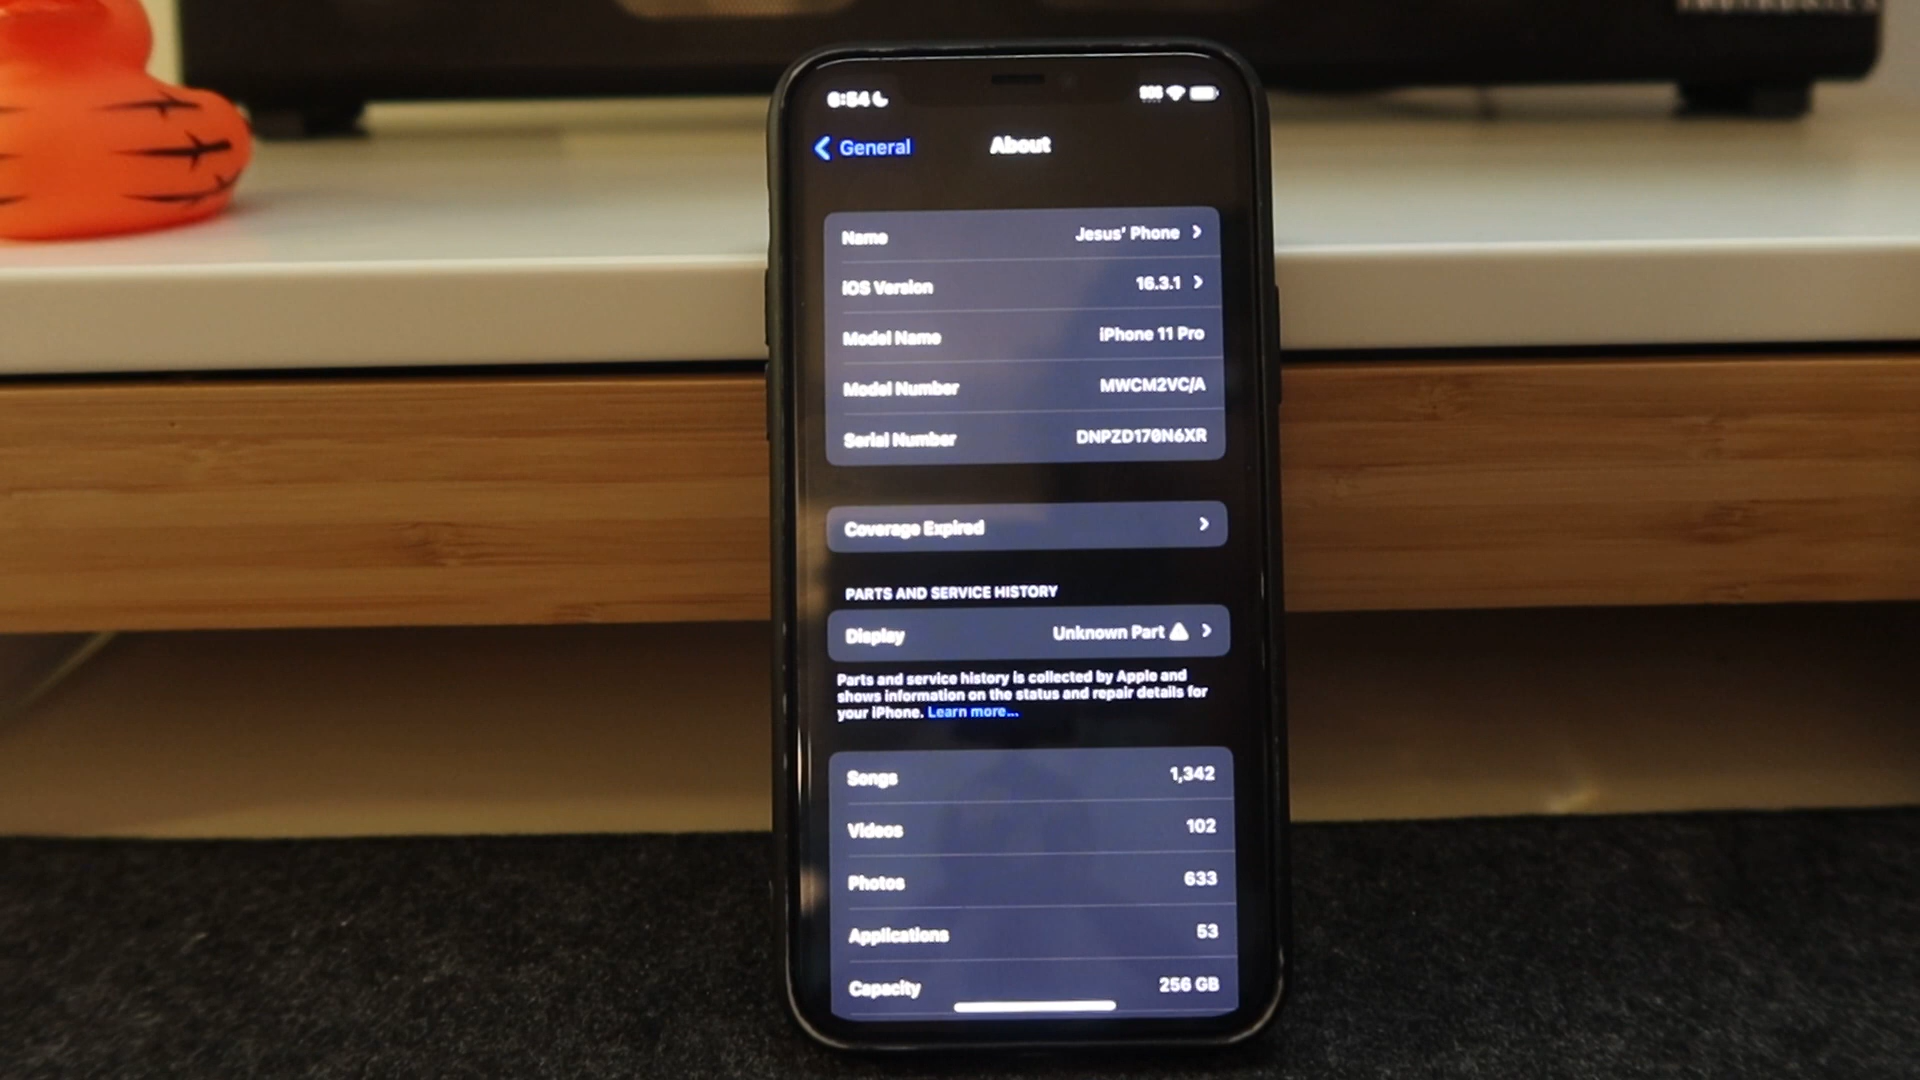 6:54
General
About
Name Jesus' Phone
iOS Version 16.3.1
Model Name iPhone 11 Pro
Model Number MWCM2VC/A
Serial Number DNPZD170N6XR
Coverage Expired
PARTS AND SERVICE HISTORY
Display Unknown Part
Parts and service history is collected by Apple and
shows information on the status and repair details for
your iPhone. Learn more...
Songs 1,342
Videos 102
Photos 633
Applications 53
Capacity 256 GB